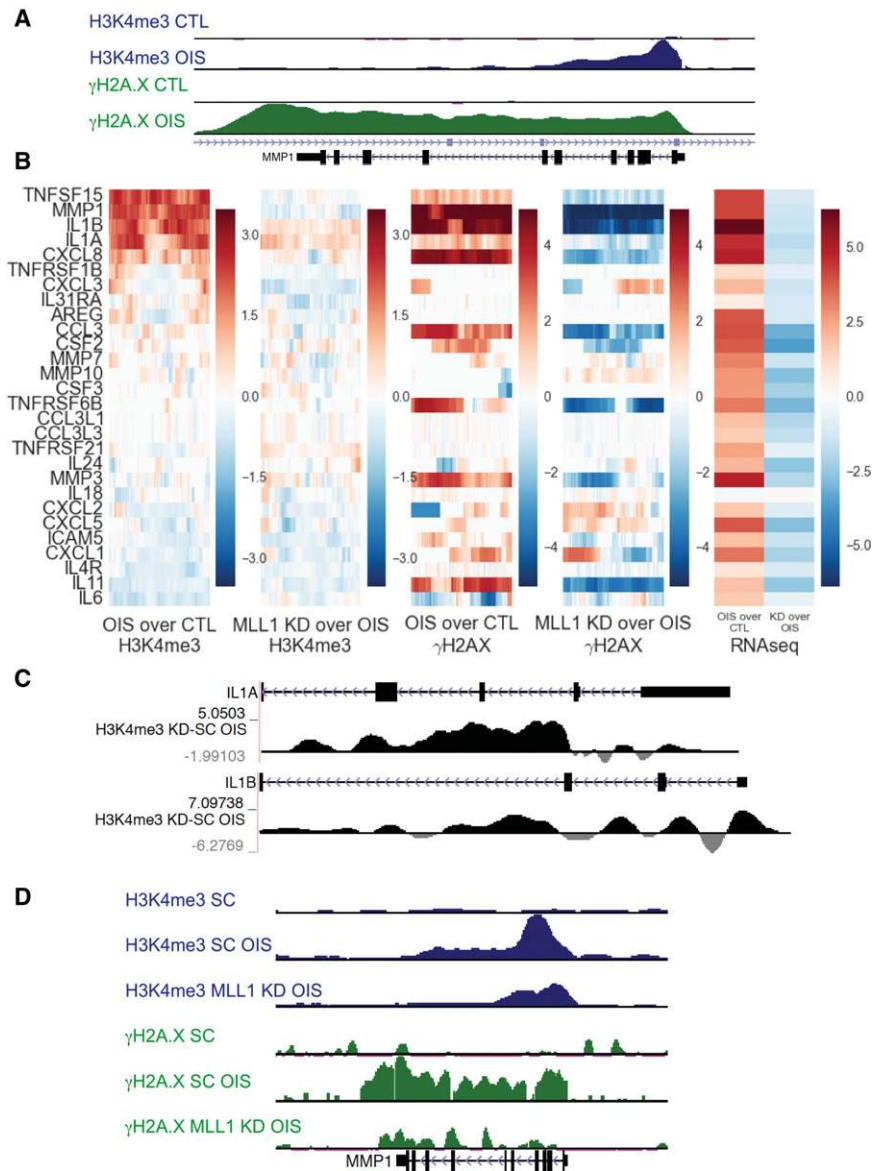 A
H3K4me3 CTL
H3K4me3 OIS
γH2A.X CTL
γH2A.X OIS
MMP1
B
TNFSF15
MMP1
IL1B
IL1A
CXCL8
TNFRSF1B
CXCL3
IL31RA
AREG
CCL3
CSF2
MMP7
MMP10
CSF3
TNFRSF6B
CCL3L1
CCL3L3
TNFRSF21
IL24
MMP3
IL18
CXCL2
CXCL5
ICAM5
CXCL1
IL4R
IL11
IL6
3.0
1.5
0.0
−1.5
−3.0
3.0
1.5
0.0
−1.5
−3.0
4
2
0
−2
−4
4
2
0
−2
−4
5.0
2.5
0.0
−2.5
−5.0
OIS over CTL
H3K4me3
MLL1 KD over OIS
H3K4me3
OIS over CTL
γH2AX
MLL1 KD over OIS
γH2AX
OIS over
CTL
KD over
OIS
RNAseq
C
IL1A
5.0503 _
H3K4me3 KD-SC OIS
-1.99103
IL1B
7.09738 _
H3K4me3 KD-SC OIS
-6.2769 _
D
H3K4me3 SC
H3K4me3 SC OIS
H3K4me3 MLL1 KD OIS
γH2A.X SC
γH2A.X SC OIS
γH2A.X MLL1 KD OIS
MMP1